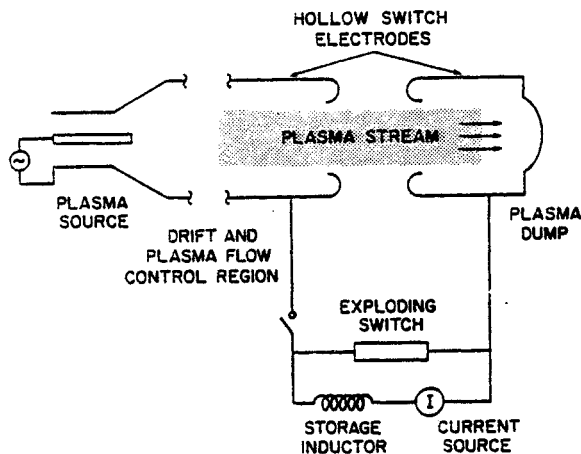 HOLLOW SWITCH
ELECTRODES
PLASMA STREAM
PLASMA
SOURCE
DRIFT AND
PLASMA FLOW
CONTROL REGION
PLASMA
DUMP
EXPLODING
SWITCH
I
STORAGE
INDUCTOR
CURRENT
SOURCE